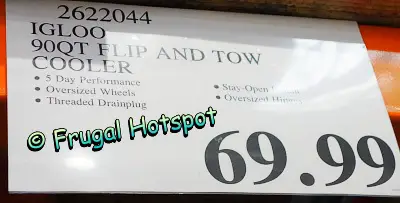 2622044
IGLOO
90QT FLIP AND TOW
COOLER
• 5 Day Performance
• Oversized Wheels
• Threaded Drainplug
• Stay-Open
• Oversized
© Frugal Hotspot
69.99